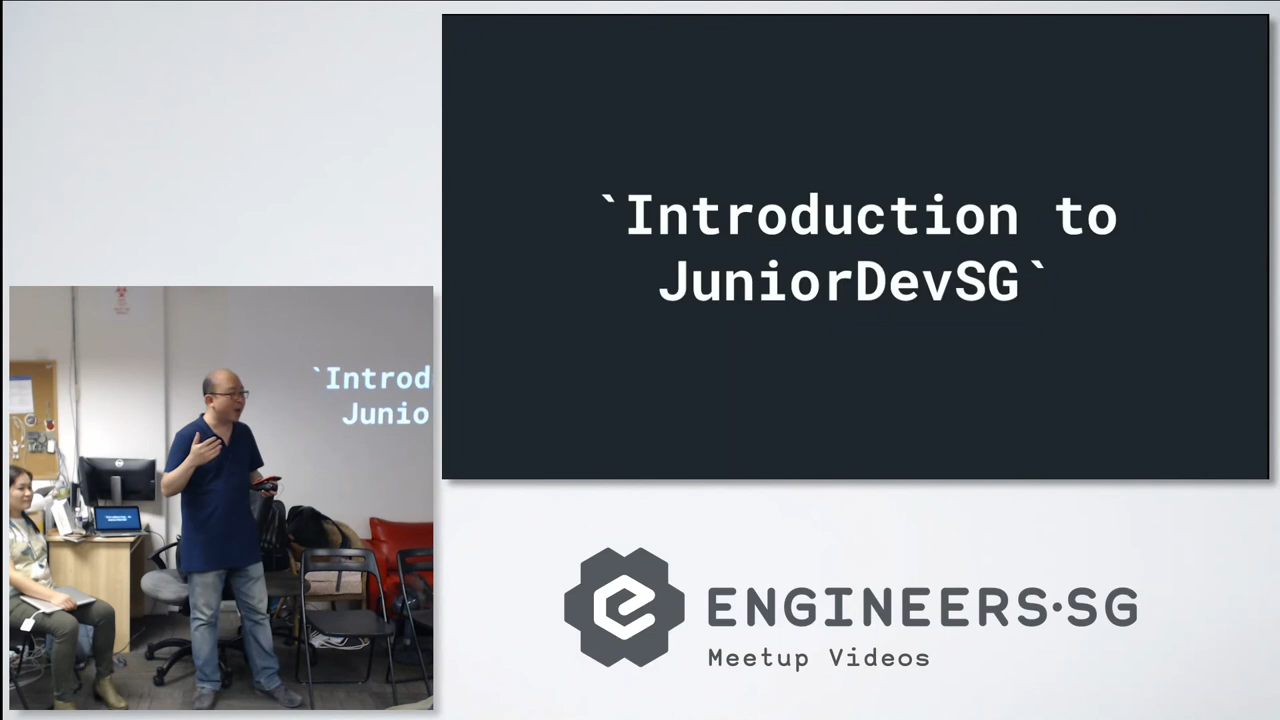 `Introduction to
JuniorDevSG`
`Introd
Junio
ENGINEERS·SG
Meetup Videos